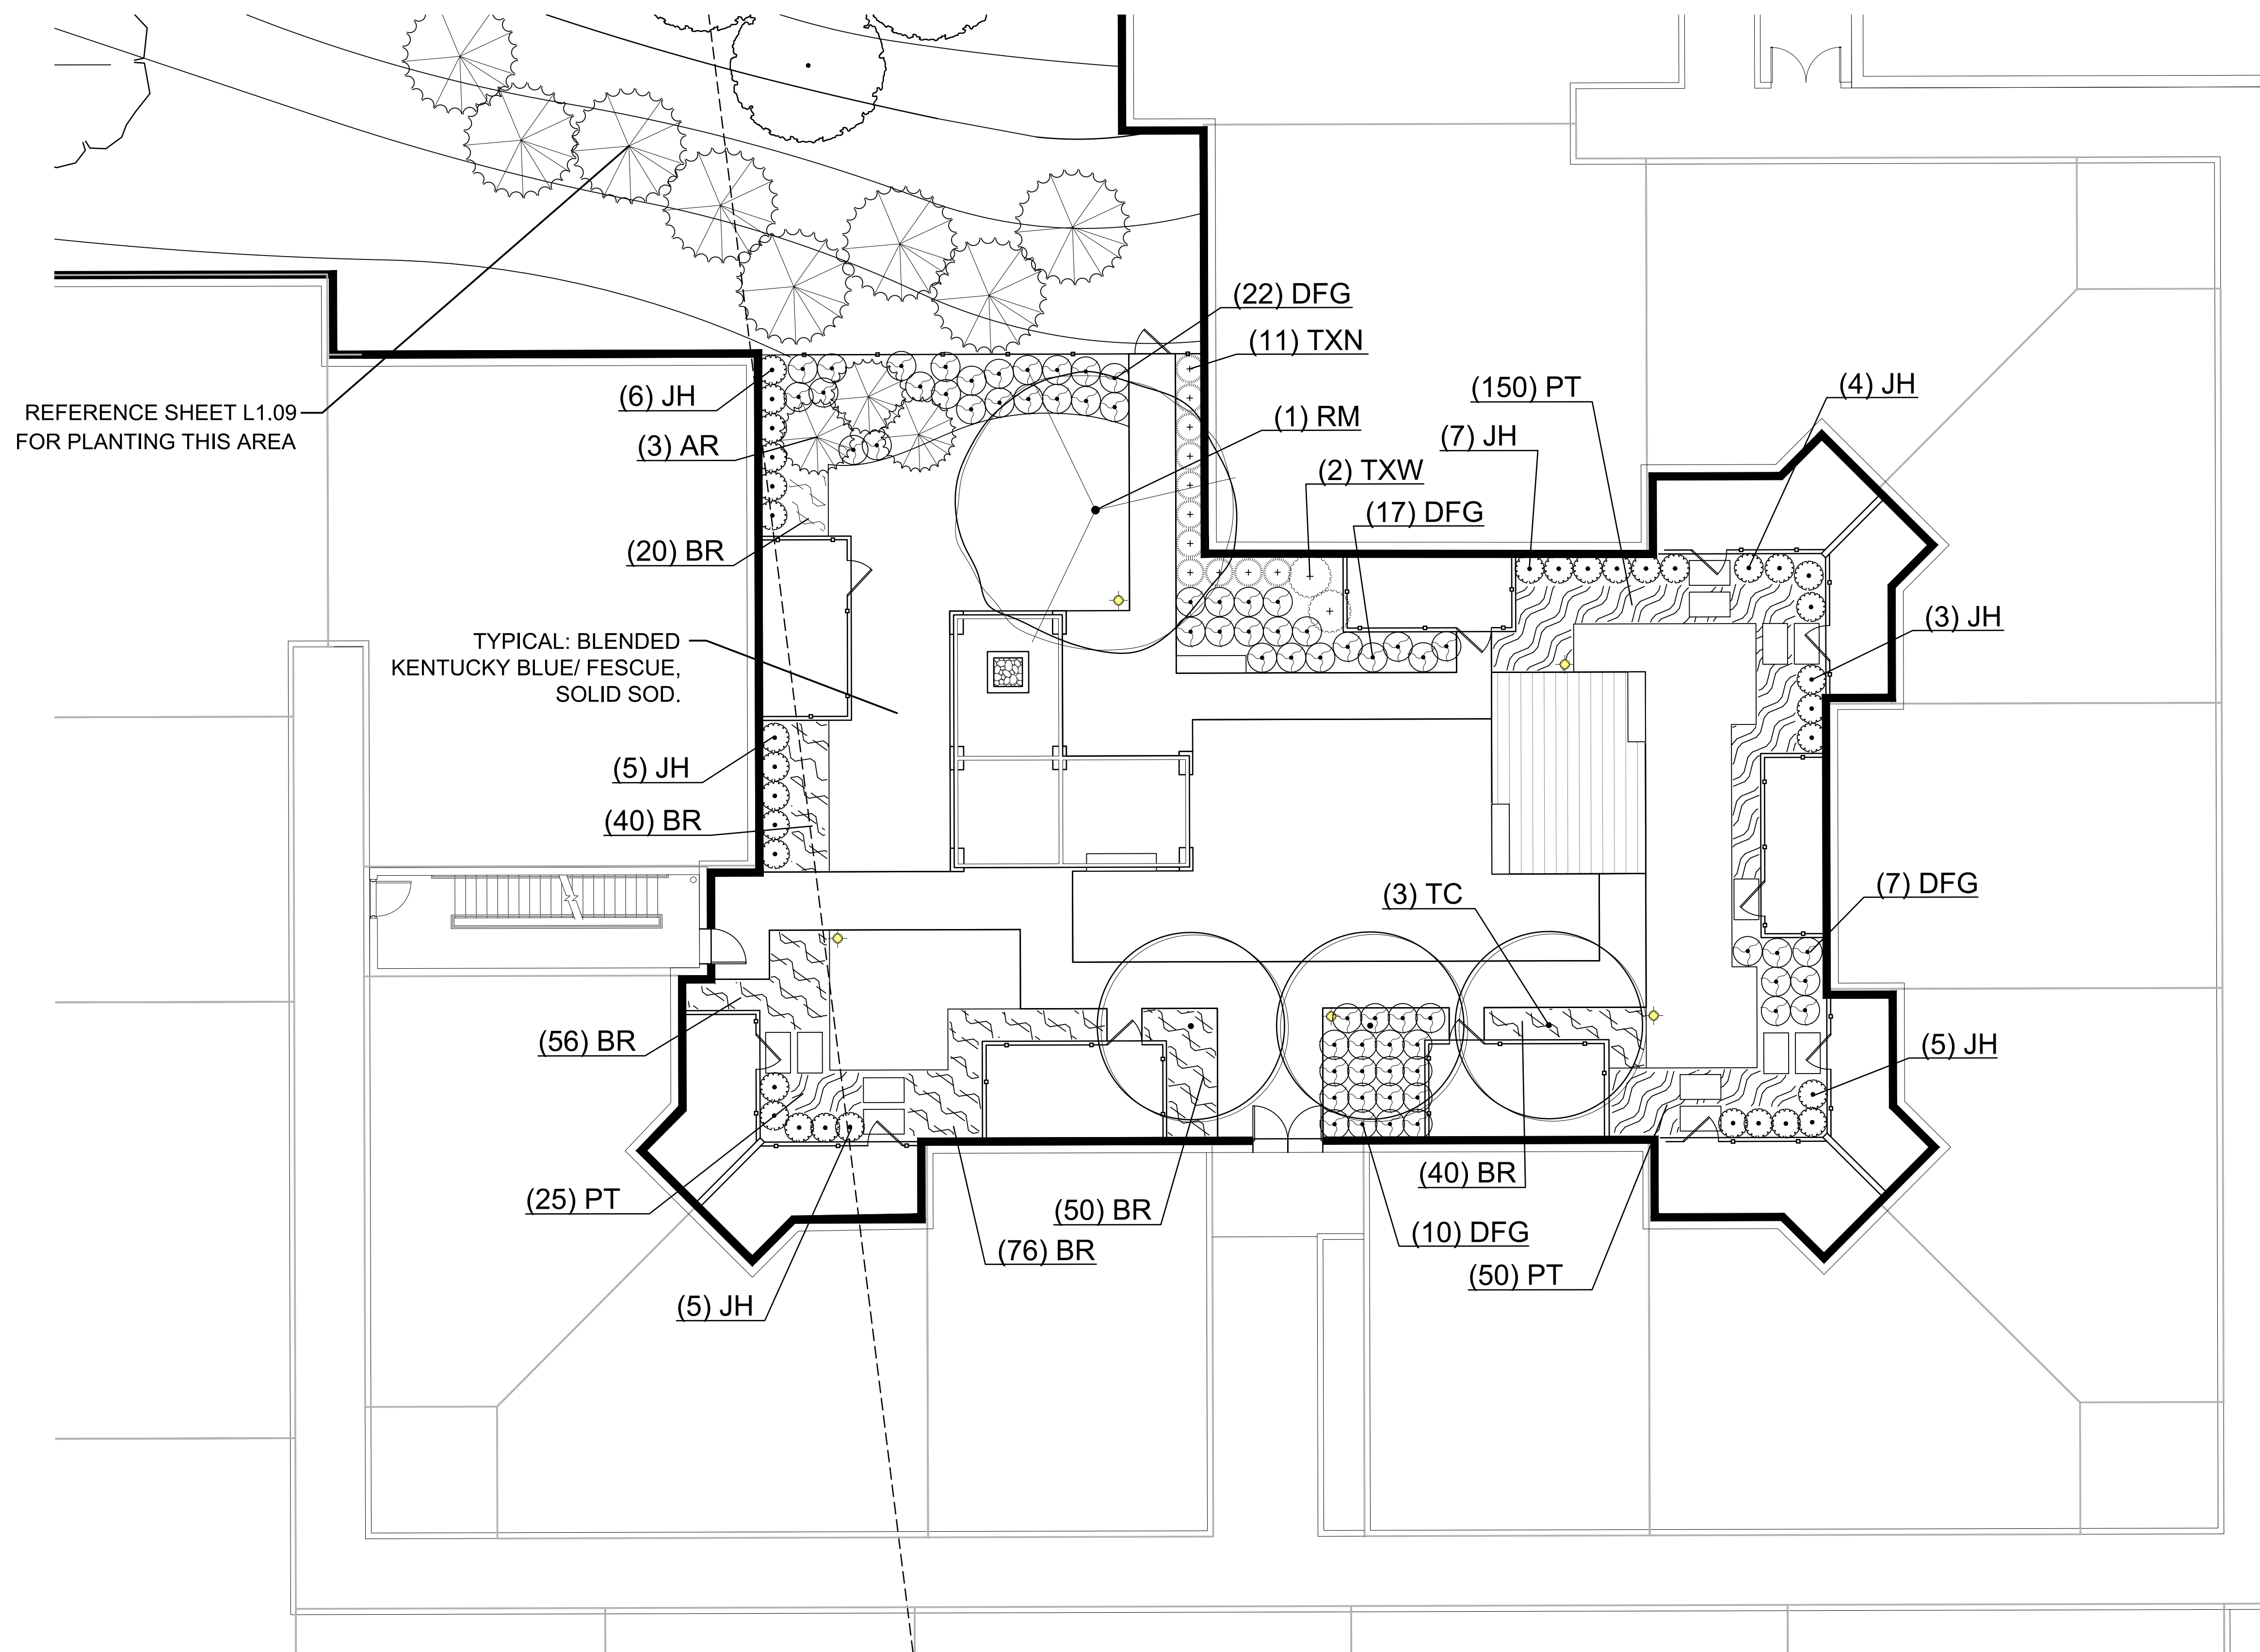 (22) DFG
(11) TXN
(6) JH
(150) PT
(4) JH
REFERENCE SHEET L1.09
FOR PLANTING THIS AREA
(1) RM
(3) AR
(7) JH
(2) TXW
(17) DFG
(20) BR
(3) JH
TYPICAL: BLENDED
KENTUCKY BLUE/ FESCUE,
SOLID SOD.
(5) JH
(40) BR
(7) DFG
(3) TC
(56) BR
(5) JH
(40) BR
(25) PT
(50) BR
(10) DFG
(76) BR
(50) PT
(5) JH